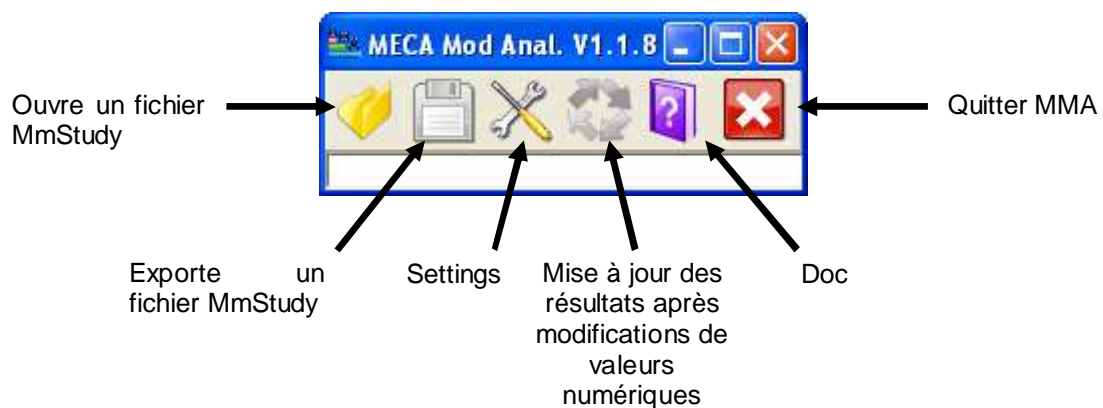 MECA Mod Anal. V1.1.8
Ouvre un fichier
MmStudy
Quitter MMA
Exporte un
fichier MmStudy
Settings
Mise à jour des
résultats après
modifications de
valeurs
numériques
Doc